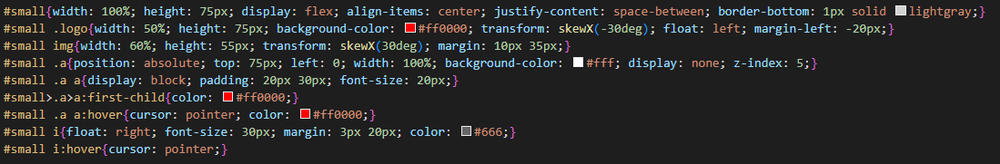 #small{width: 100%; height: 75px; display: flex; align-items: center; justify-content: space-between; border-bottom: 1px solid lightgray;}
#small .logo{width: 50%; height: 75px; background-color: #ff0000; transform: skewX(-30deg); float: left; margin-left: -20px;}
#small img{width: 60%; height: 55px; transform: skewX(30deg); margin: 10px 35px;}
#small .a{position: absolute; top: 75px; left: 0; width: 100%; background-color: #fff; display: none; z-index: 5;}
#small .a a{display: block; padding: 20px 30px; font-size: 20px;}
#small>.a>a:first-child{color: #ff0000;}
#small .a a:hover{cursor: pointer; color: #ff0000;}
#small i{float: right; font-size: 30px; margin: 3px 20px; color: #666;}
#small i:hover{cursor: pointer;}